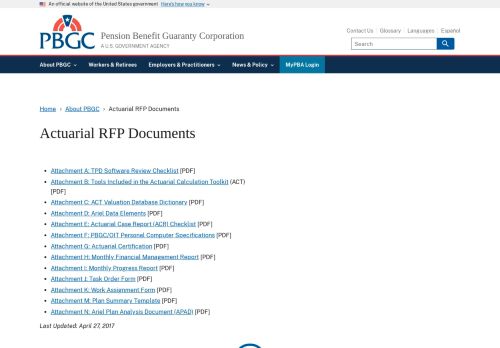 An official website of the United States government Here's how you know
PBGC
Pension Benefit Guaranty Corporation
A U.S. GOVERNMENT AGENCY
Contact Us Glossary Languages Español
Search
About PBGC Workers & Retirees Employers & Practitioners News & Policy MyPBA Login
Home › About PBGC › Actuarial RFP Documents
Actuarial RFP Documents
• Attachment A: TPD Software Review Checklist [PDF]
• Attachment B: Tools Included in the Actuarial Calculation Toolkit (ACT)
[PDF]
• Attachment C: ACT Valuation Database Dictionary [PDF]
• Attachment D: Ariel Data Elements [PDF]
• Attachment E: Actuarial Case Report (ACR) Checklist [PDF]
• Attachment F: PBGC/OIT Personal Computer Specifications [PDF]
• Attachment G: Actuarial Certification [PDF]
• Attachment H: Monthly Financial Management Report [PDF]
• Attachment I: Monthly Progress Report [PDF]
• Attachment J: Task Order Form [PDF]
• Attachment K: Work Assignment Form [PDF]
• Attachment M: Plan Summary Template [PDF]
• Attachment N: Ariel Plan Analysis Document (APAD) [PDF]
Last Updated: April 27, 2017